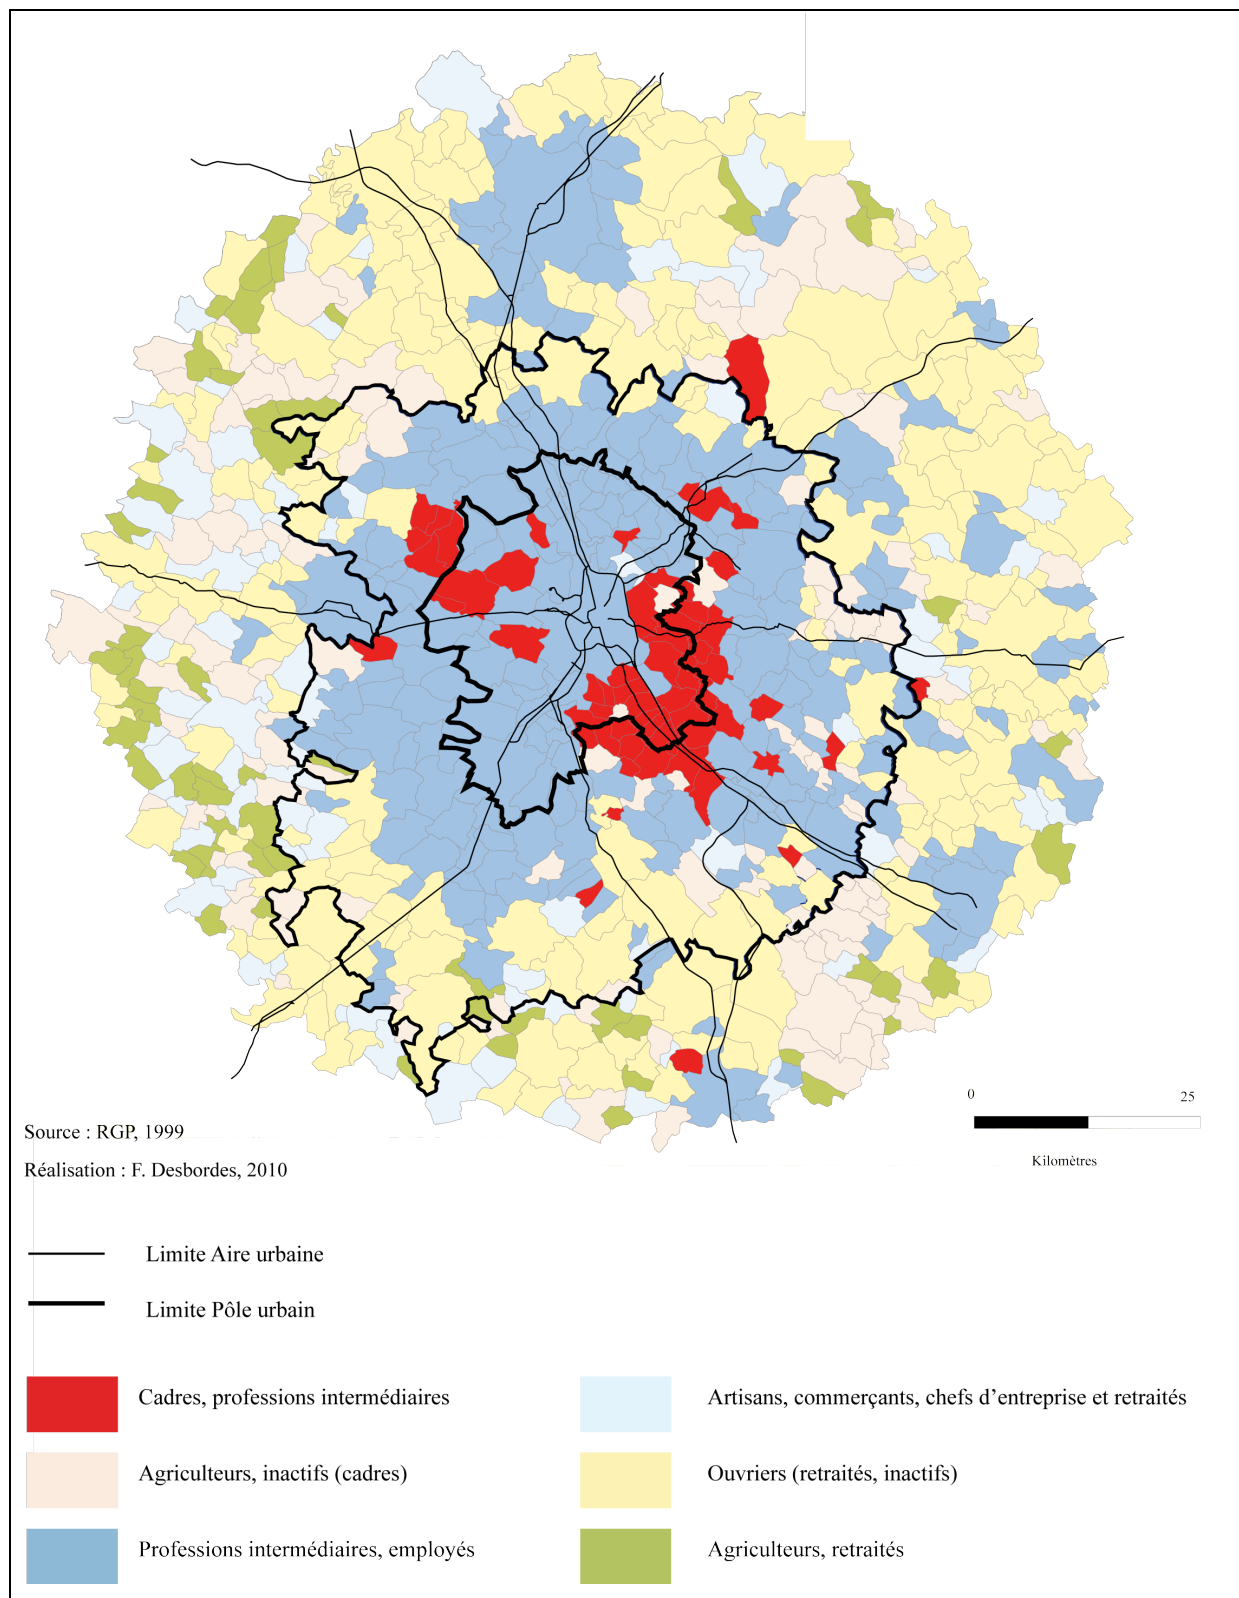 0
25
Kilomètres
Source : RGP, 1999
Réalisation : F. Desbordes, 2010
Limite Aire urbaine
Limite Pôle urbain
Cadres, professions intermédiaires
Artisans, commerçants, chefs d’entreprise et retraités
Agriculteurs, inactifs (cadres)
Ouvriers (retraités, inactifs)
Professions intermédiaires, employés
Agriculteurs, retraités